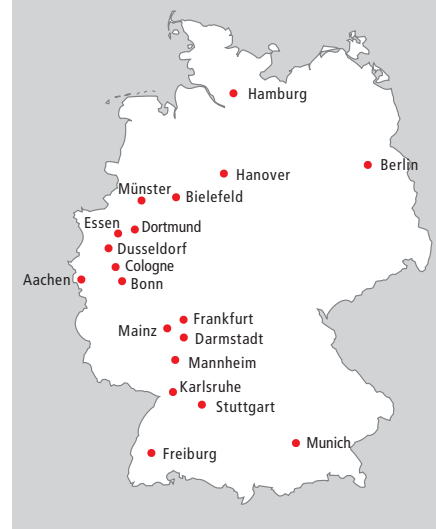 Hamburg
Berlin
Hanover
Münster
Bielefeld
Essen
Dortmund
Dusseldorf
Cologne
Aachen
Bonn
Frankfurt
Mainz
Darmstadt
Mannheim
Karlsruhe
Stuttgart
Munich
Freiburg